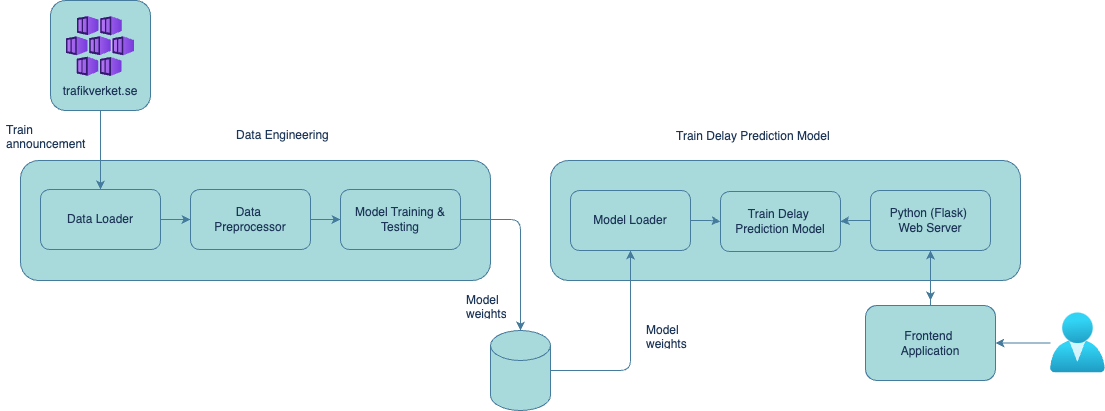 trafikverket.se
Train
announcement
Data Engineering
Train Delay Prediction Model
Data Loader
Data
Preprocessor
Model Training &
Testing
Model Loader
Train Delay
Prediction Model
Python (Flask)
Web Server
Model
weights
Model
weights
Frontend
Application